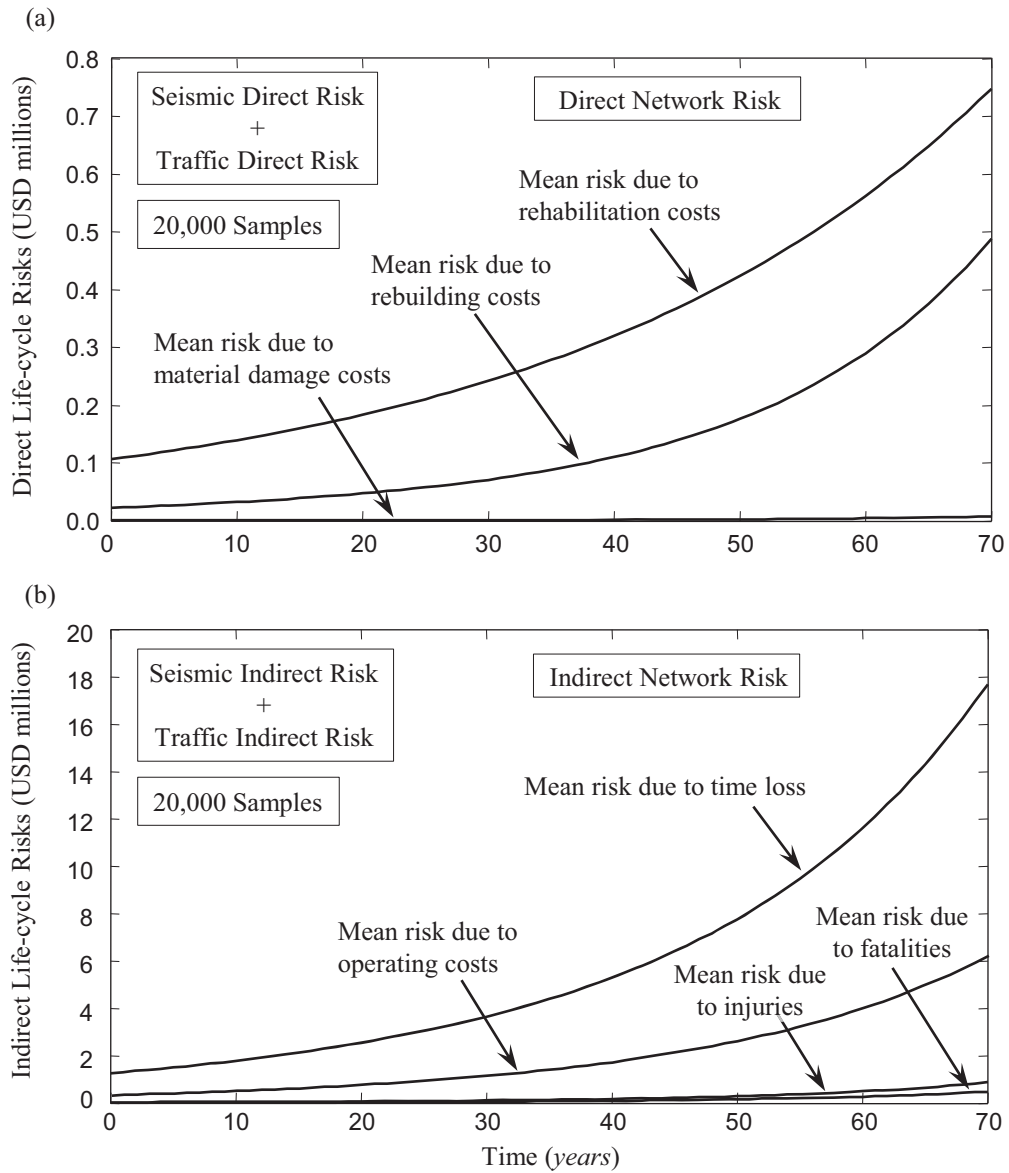 (a)
Direct Life-cycle Risks (USD millions)
0.8
0.7
0.6
0.5
0.4
0.3
0.2
0.1
0.0
Seismic Direct Risk
+
Traffic Direct Risk
20,000 Samples
Direct Network Risk
Mean risk due to
rehabilitation costs
Mean risk due to
rebuilding costs
Mean risk due to
material damage costs
0 10 20 30 40 50 60 70
(b)
Indirect Life-cycle Risks (USD millions)
20
18
16
14
12
10
8
6
4
2
0
Seismic Indirect Risk
+
Traffic Indirect Risk
20,000 Samples
Indirect Network Risk
Mean risk due to time loss
Mean risk due to
operating costs
Mean risk due
to fatalities
Mean risk due
to injuries
0 10 20 30 40 50 60 70
Time (years)